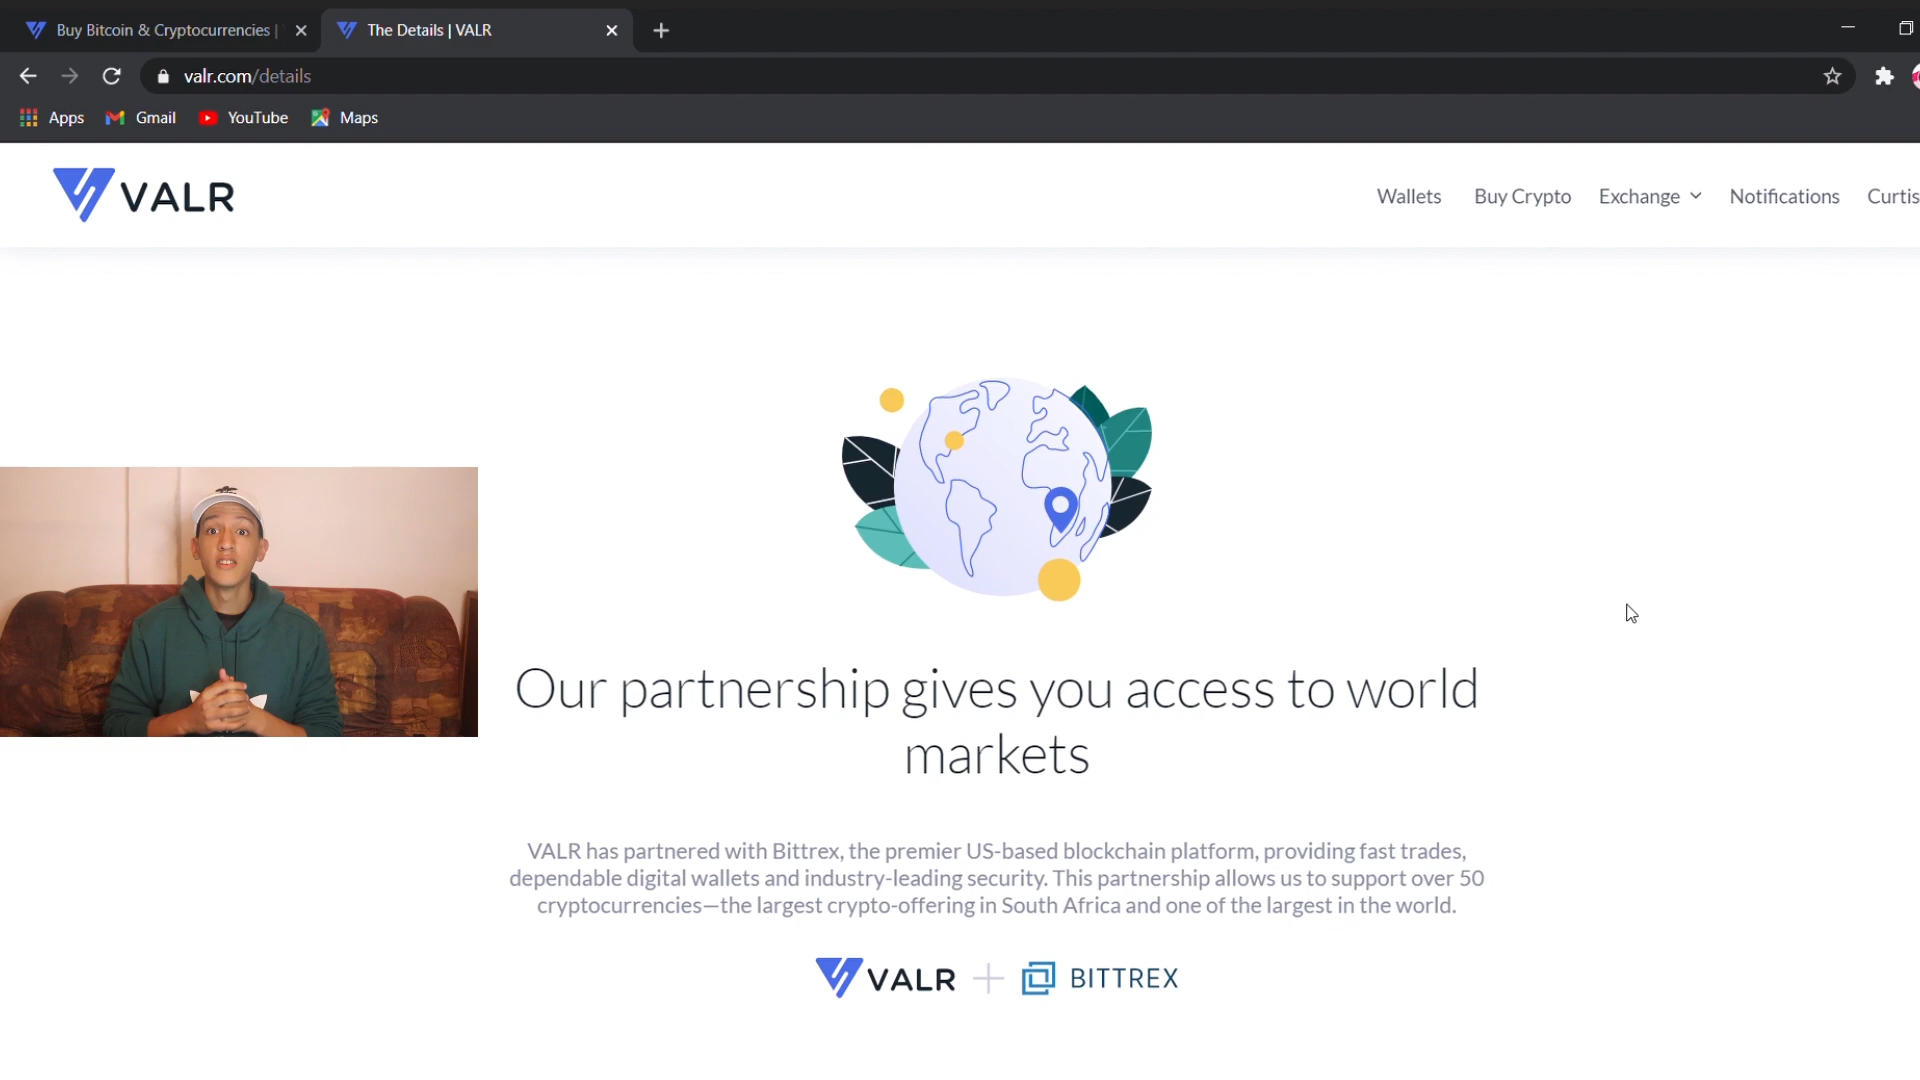 Buy Bitcoin & Cryptocurrencies |
The Details | VALR
valr.com/details
Apps
Gmail
YouTube
Maps
VALR
Wallets
Buy Crypto
Exchange
Notifications
Curtis
Our partnership gives you access to world
markets
VALR has partnered with Bittrex, the premier US-based blockchain platform, providing fast trades,
dependable digital wallets and industry-leading security. This partnership allows us to support over 50
cryptocurrencies—the largest crypto-offering in South Africa and one of the largest in the world.
VALR + BITTREX